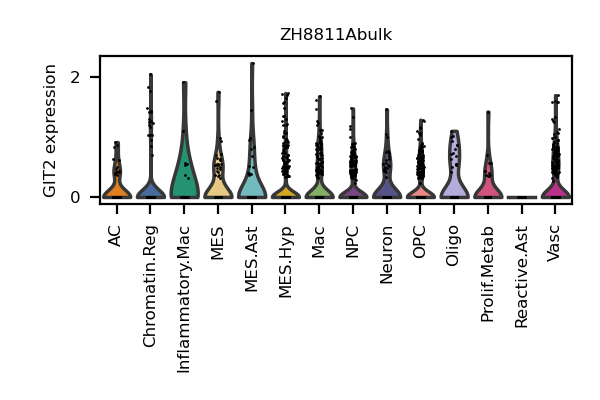 ZH8811Abulk
GIT2 expression
2
0
AC
Chromatin.Reg
Inflammatory.Mac
MES
MES.Ast
MES.Hyp
Mac
NPC
Neuron
OPC
Oligo
Prolif.Metab
Reactive.Ast
Vasc